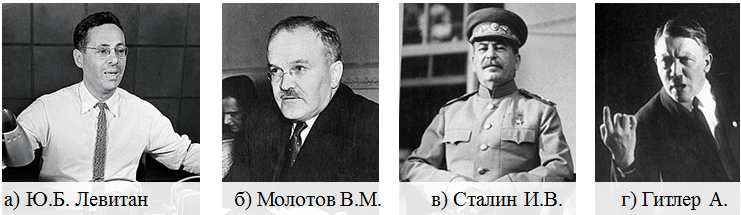 а) Ю.Б. Левитан
б) Молотов В.М.
в) Сталин И.В.
г) Гитлер А.